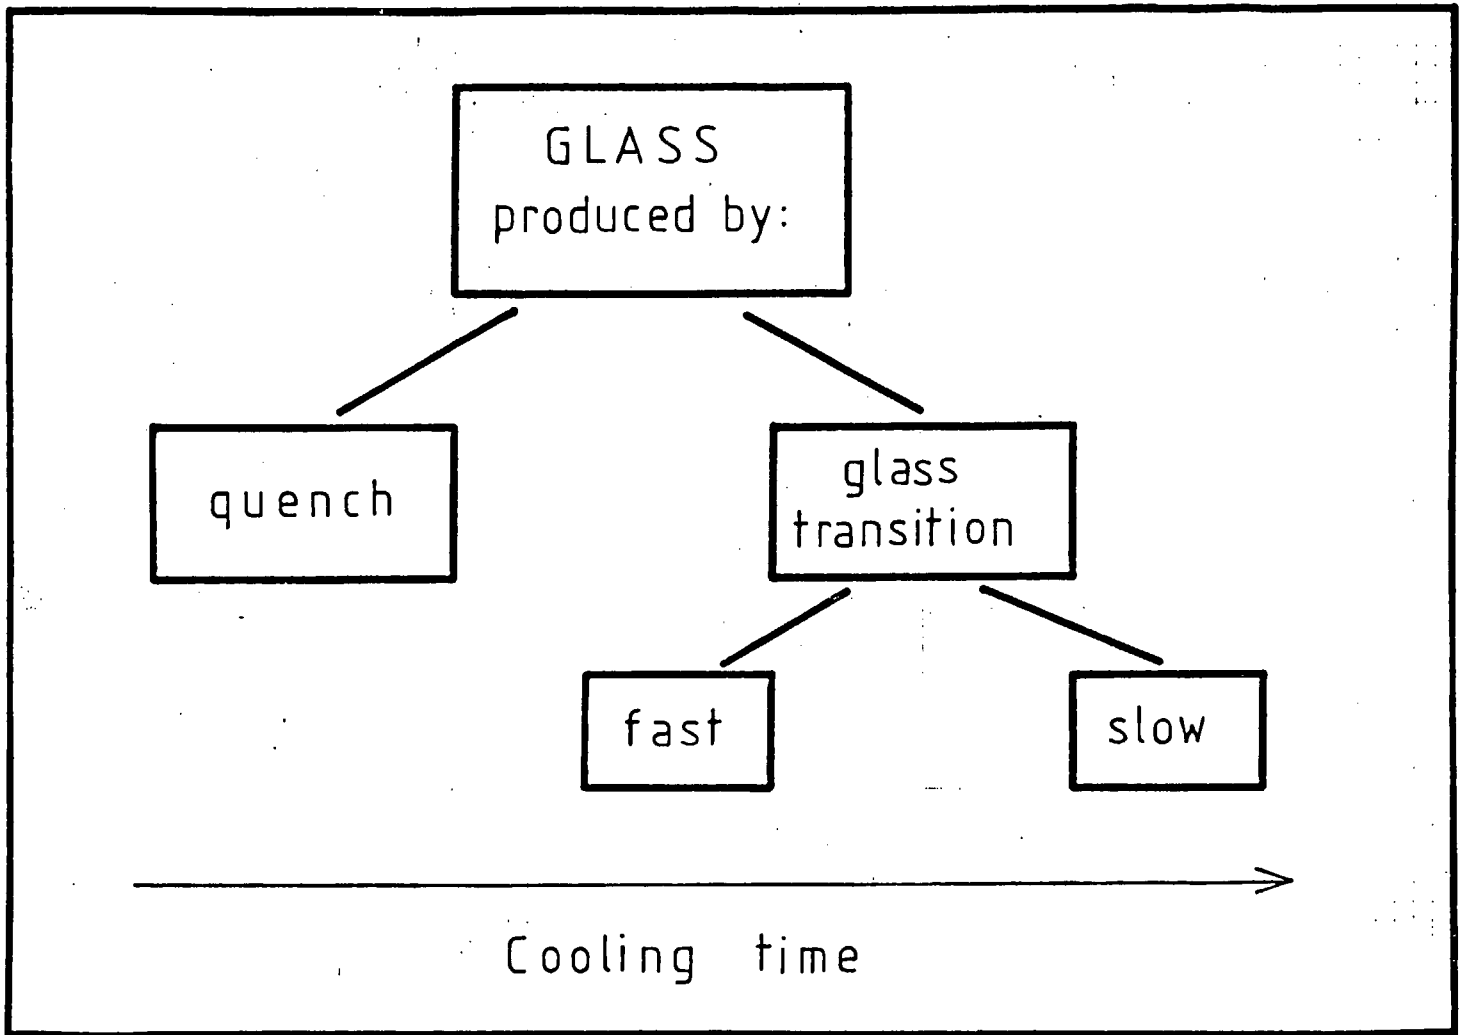 GLASS
produced by:
quench
glass
transition
fast
slow
Cooling time